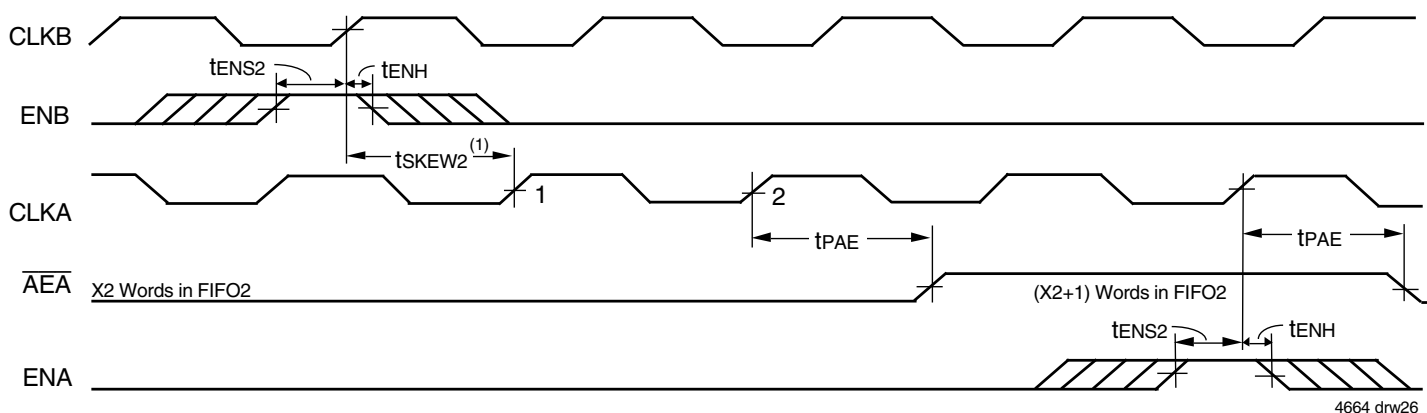 CLKB
tENS2 tENH
ENB
tSKEW2(1)
CLKA 1 2
tPAE tPAE
AEA X2 Words in FIFO2 (X2+1) Words in FIFO2
tENS2 tENH
ENA
4664 drw26